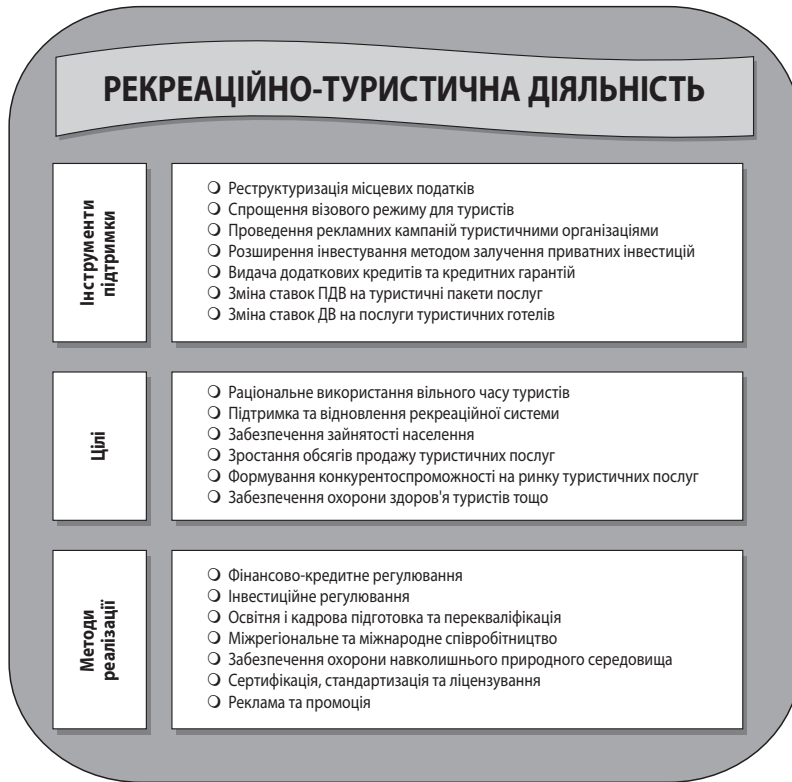 РЕКРЕАЦІЙНО-ТУРИСТИЧНА ДІЯЛЬНІСТЬ
Інструменти
підтримки
Реструктуризація місцевих податків
Спрощення візового режиму для туристів
Проведення рекламних кампаній туристичними організаціями
Розширення інвестування методом залучення приватних інвестицій
Видача додаткових кредитів та кредитних гарантій
Зміна ставок ПДВ на туристичні пакети послуг
Зміна ставок ДВ на послуги туристичних готелів
Цілі
Раціональне використання вільного часу туристів
Підтримка та відновлення рекреаційної системи
Забезпечення зайнятості населення
Зростання обсягів продажу туристичних послуг
Формування конкурентоспроможності на ринку туристичних послуг
Забезпечення охорони здоров'я туристів тощо
Методи
реалізації
Фінансово-кредитне регулювання
Інвестиційне регулювання
Освітня і кадрова підготовка та перекваліфікація
Міжрегіональне та міжнародне співробітництво
Забезпечення охорони навколишнього природного середовища
Сертифікація, стандартизація та ліцензування
Реклама та промоція